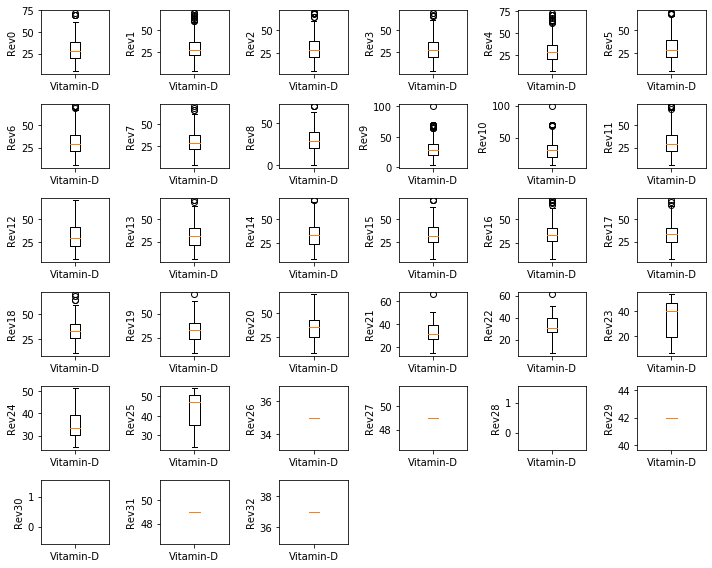 Rev0 75 50 25 Vitamin-D
Rev1 50 25 Vitamin-D
Rev2 50 25 Vitamin-D
Rev3 50 25 Vitamin-D
Rev4 75 50 25 Vitamin-D
Rev5 50 25 Vitamin-D
Rev6 50 25 Vitamin-D
Rev7 50 25 Vitamin-D
Rev8 50 0 Vitamin-D
Rev9 100 50 0 Vitamin-D
Rev10 100 50 Vitamin-D
Rev11 50 25 Vitamin-D
Rev12 50 25 Vitamin-D
Rev13 50 25 Vitamin-D
Rev14 50 25 Vitamin-D
Rev15 50 25 Vitamin-D
Rev16 50 25 Vitamin-D
Rev17 50 25 Vitamin-D
Rev18 50 25 Vitamin-D
Rev19 50 25 Vitamin-D
Rev20 50 25 Vitamin-D
Rev21 60 40 20 Vitamin-D
Rev22 60 40 20 Vitamin-D
Rev23 40 20 Vitamin-D
Rev24 50 40 30 Vitamin-D
Rev25 50 40 30 Vitamin-D
Rev26 36 34 Vitamin-D
Rev27 50 48 Vitamin-D
Rev28 1 0 Vitamin-D
Rev29 44 42 40 Vitamin-D
Rev30 1 0 Vitamin-D
Rev31 50 48 Vitamin-D
Rev32 38 36 Vitamin-D